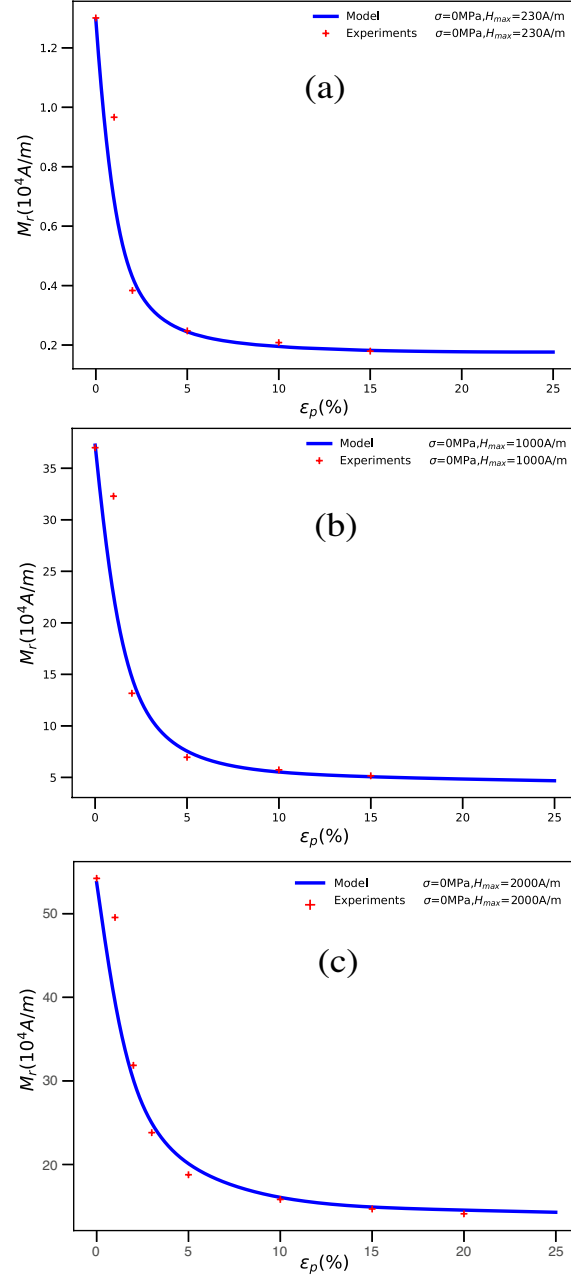 Model σ=0MPa,H_max=230A/m
Experiments σ=0MPa,H_max=230A/m
(a)
M_r(10^4A/m)
1.2
1.0
0.8
0.6
0.4
0.2
0 5 10 15 20 25
ε_p(%)
Model σ=0MPa,H_max=1000A/m
Experiments σ=0MPa,H_max=1000A/m
(b)
M_r(10^4A/m)
35
30
25
20
15
10
5
0 5 10 15 20 25
ε_p(%)
Model σ=0MPa,H_max=2000A/m
Experiments σ=0MPa,H_max=2000A/m
(c)
M_r(10^4A/m)
50
40
30
20
0 5 10 15 20 25
ε_p(%)